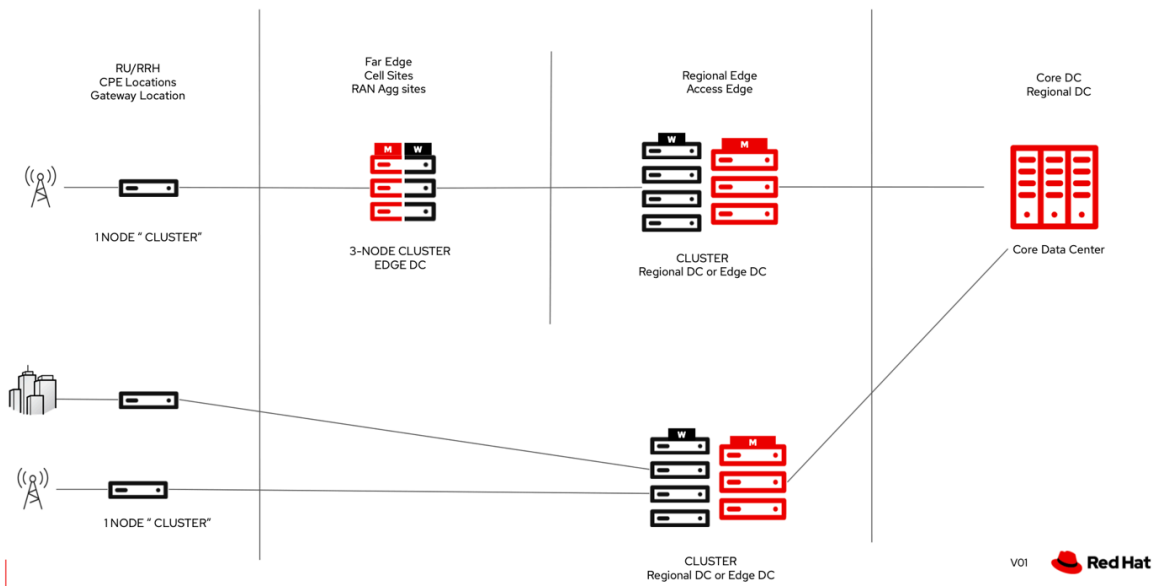 RU/RRH
CPE Locations
Gateway Location
Far Edge
Cell Sites
RAN Agg sites
Regional Edge
Access Edge
Core DC
Regional DC
M W
W
M
1 NODE " CLUSTER"
3-NODE CLUSTER
EDGE DC
CLUSTER
Regional DC or Edge DC
Core Data Center
W
M
1 NODE " CLUSTER"
CLUSTER
Regional DC or Edge DC
V01
Red Hat